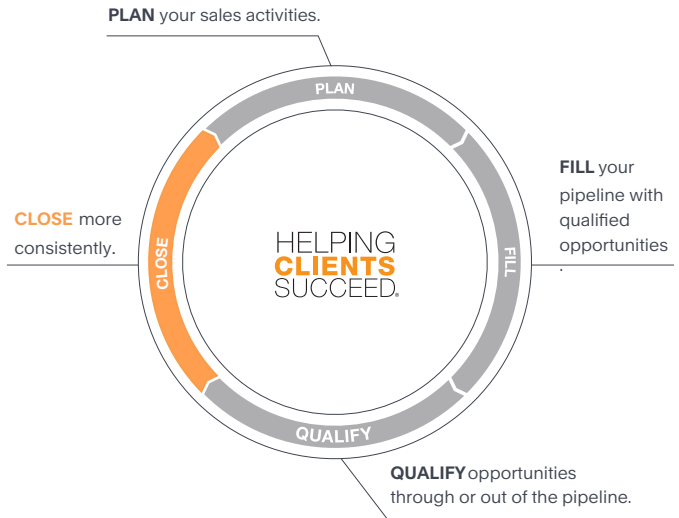 PLAN your sales activities.
PLAN
FILL your
pipeline with
qualified
opportunities
.
FILL
CLOSE more
consistently.
CLOSE
HELPING
CLIENTS
SUCCEED®
QUALIFY
QUALIFY opportunities
through or out of the pipeline.